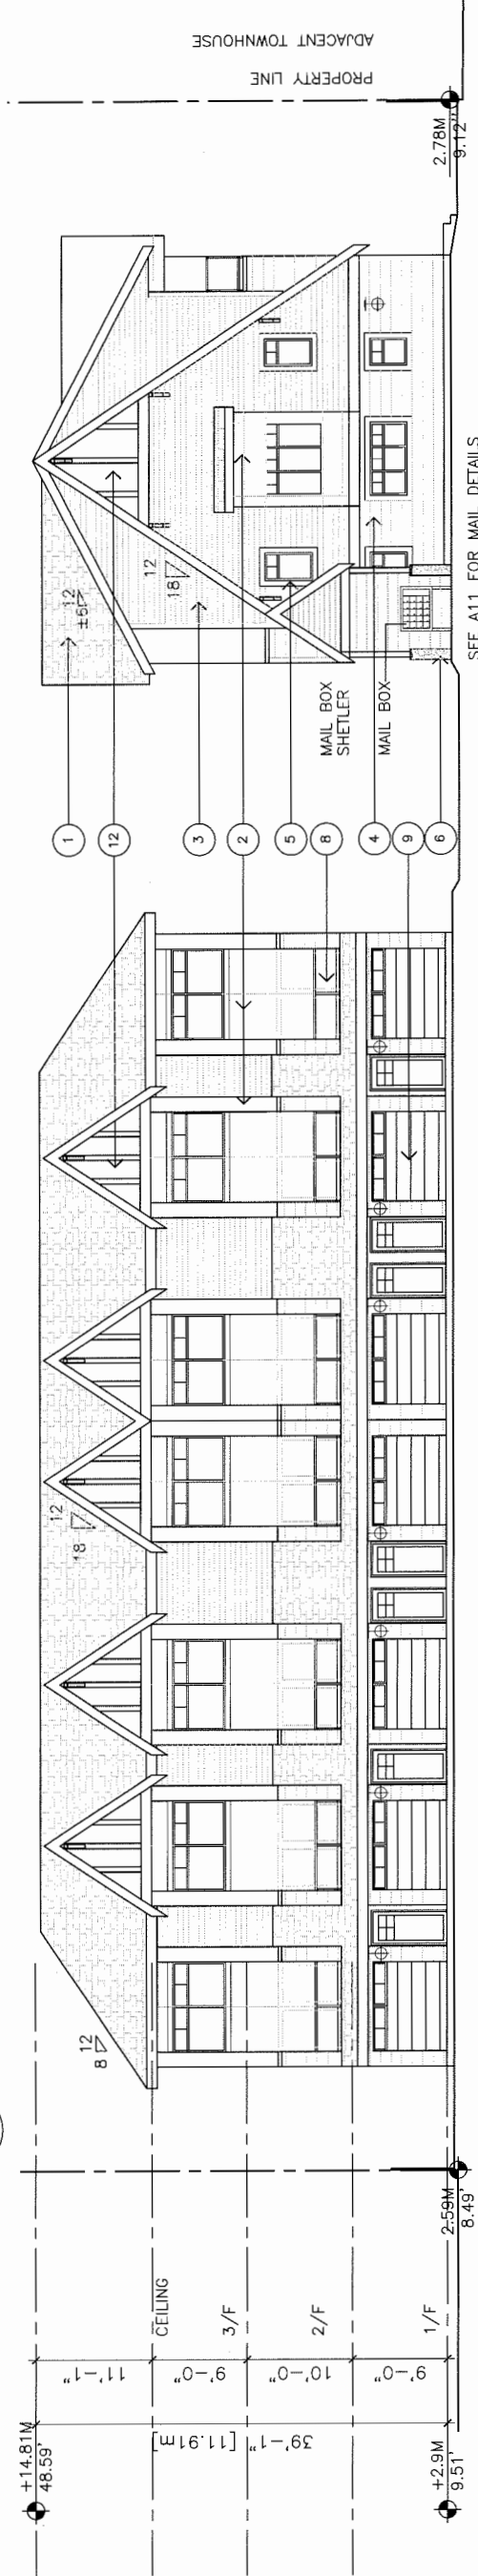 +14.81M
48.59'
11'-1"
CEILING
9'-0"
3/F
10'-0"
2/F
39'-1" [11.91m]
9'-0"
1/F
+2.9M
9.51'
2.59M
8.49'
12
8
12
18
1
12
3
2
5
8
4
9
6
MAIL BOX
SHETLER
MAIL BOX
12
±6
12
18
SEE A11 FOR MAIL DETAILS
PROPERTY LINE
ADJACENT TOWNHOUSE
2.78M
9.12"